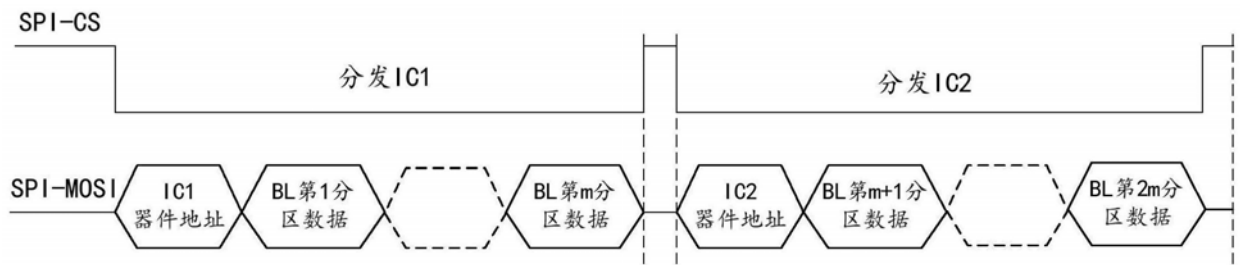 SPI-CS
分发IC1
分发IC2
SPI-MOSI
IC1
器件地址
BL第1分
区数据
BL第m分
区数据
IC2
器件地址
BL第m+1分
区数据
BL第2m分
区数据